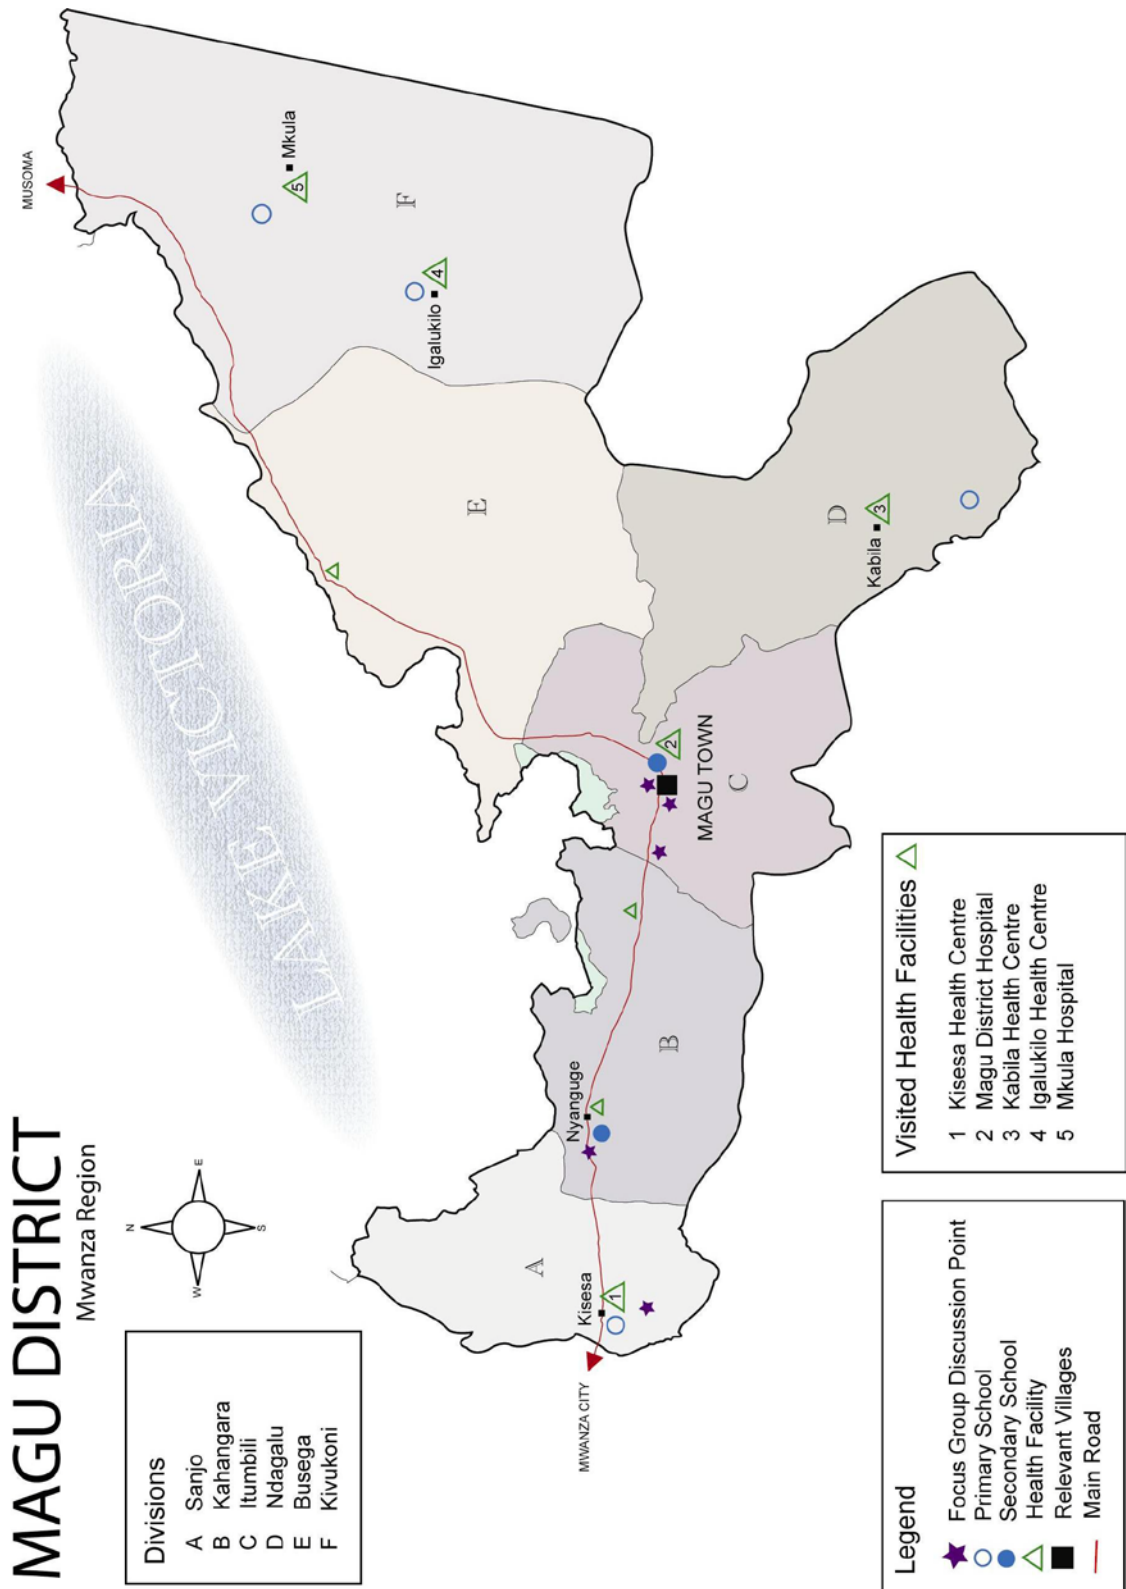 MAGU DISTRICT
Mwanza Region
N
W
E
S
Divisions
A Sanjo
B Kahangara
C Itumbili
D Ndagalu
E Busega
F Kivukoni
LAKE VICTORIA
MUSOMA
Mkula
5
F
Igalukilo
4
E
D
Kabila
3
2
MAGU TOWN
C
Nyanguge
B
A
Kisesa
1
MWANZA CITY
Legend
Focus Group Discussion Point
Primary School
Secondary School
Health Facility
Relevant Villages
Main Road
Visited Health Facilities
1 Kisesa Health Centre
2 Magu District Hospital
3 Kabila Health Centre
4 Igalukilo Health Centre
5 Mkula Hospital